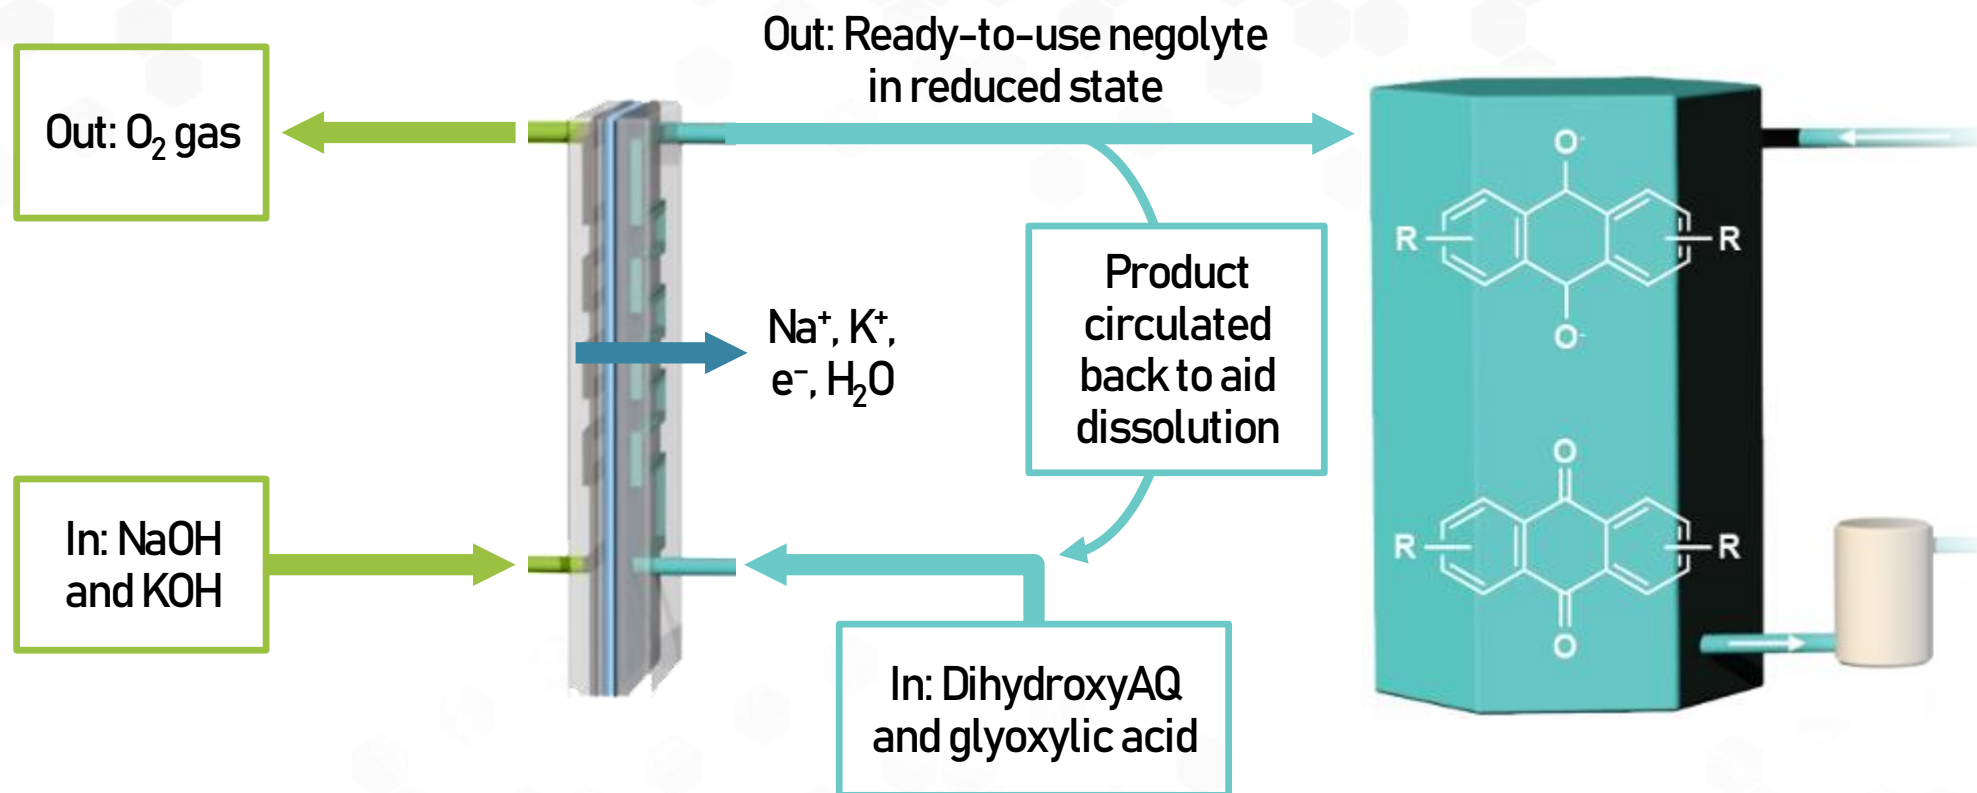 Out: Ready-to-use negolyte
in reduced state
Out: O₂ gas
O⁻
R
R
O⁻
Product
circulated
back to aid
dissolution
Na⁺, K⁺,
e⁻, H₂O
In: NaOH
and KOH
O
R
R
O
In: DihydroxyAQ
and glyoxylic acid